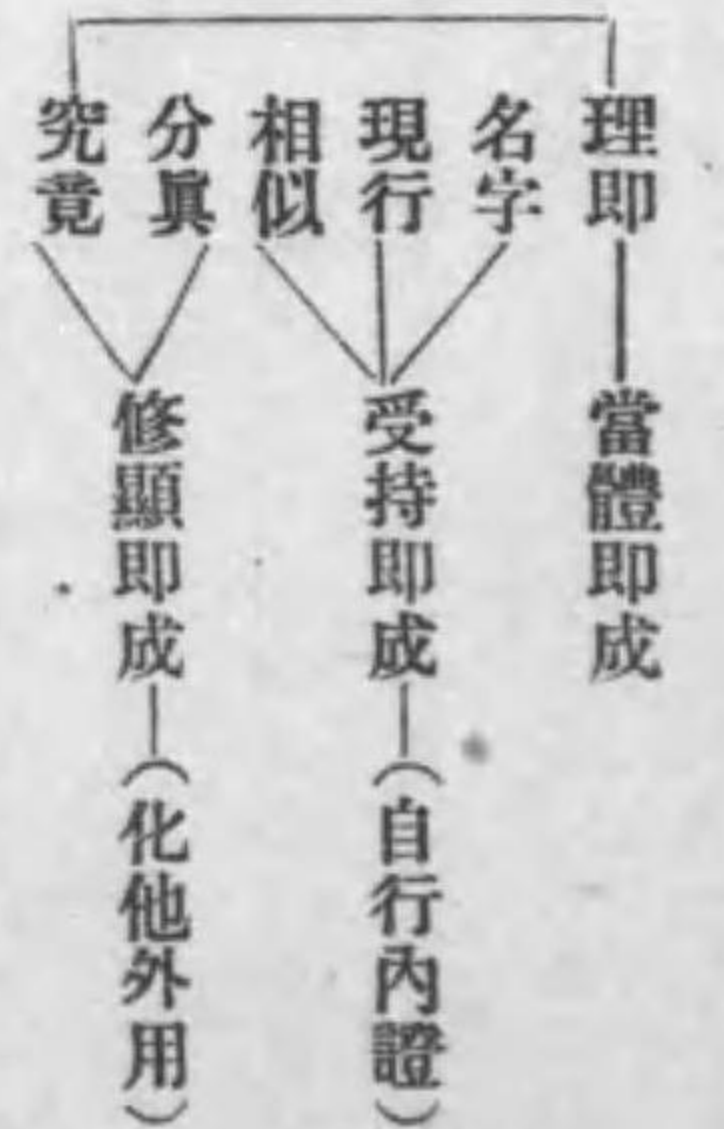 理即
名字
現行
相似
分眞
究竟
當體即成
受持即成（自行內證）
修顯即成（化他外用）